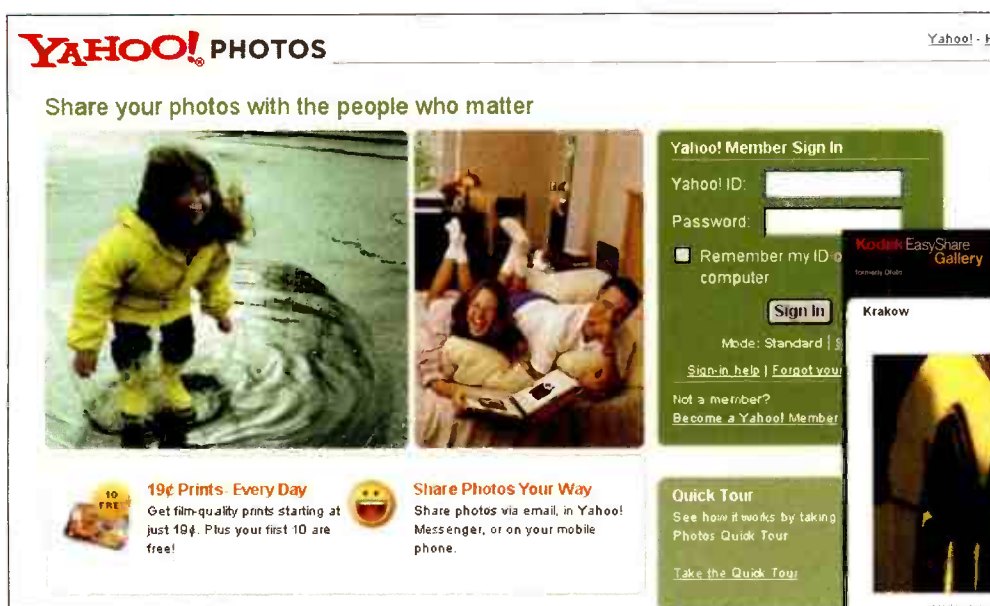 YAHOO!® PHOTOS
Yahoo! - H
Share your photos with the people who matter
Yahoo! Member Sign In
Yahoo! ID:
Password:
Remember my ID o
computer
Sign In
Mode: Standard |
Sign-in help | Forgot your
Not a member?
Become a Yahoo! Member
10
FREE
19¢ Prints- Every Day
Get film-quality prints starting at
just 19¢. Plus your first 10 are
free!
Share Photos Your Way
Share photos via email, in Yahoo!
Messenger, or on your mobile
phone.
Quick Tour
See how it works by taking
Photos Quick Tour
Take the Quick Tour
Kodak EasyShare
Gallery
formerly Ofoto
Krakow